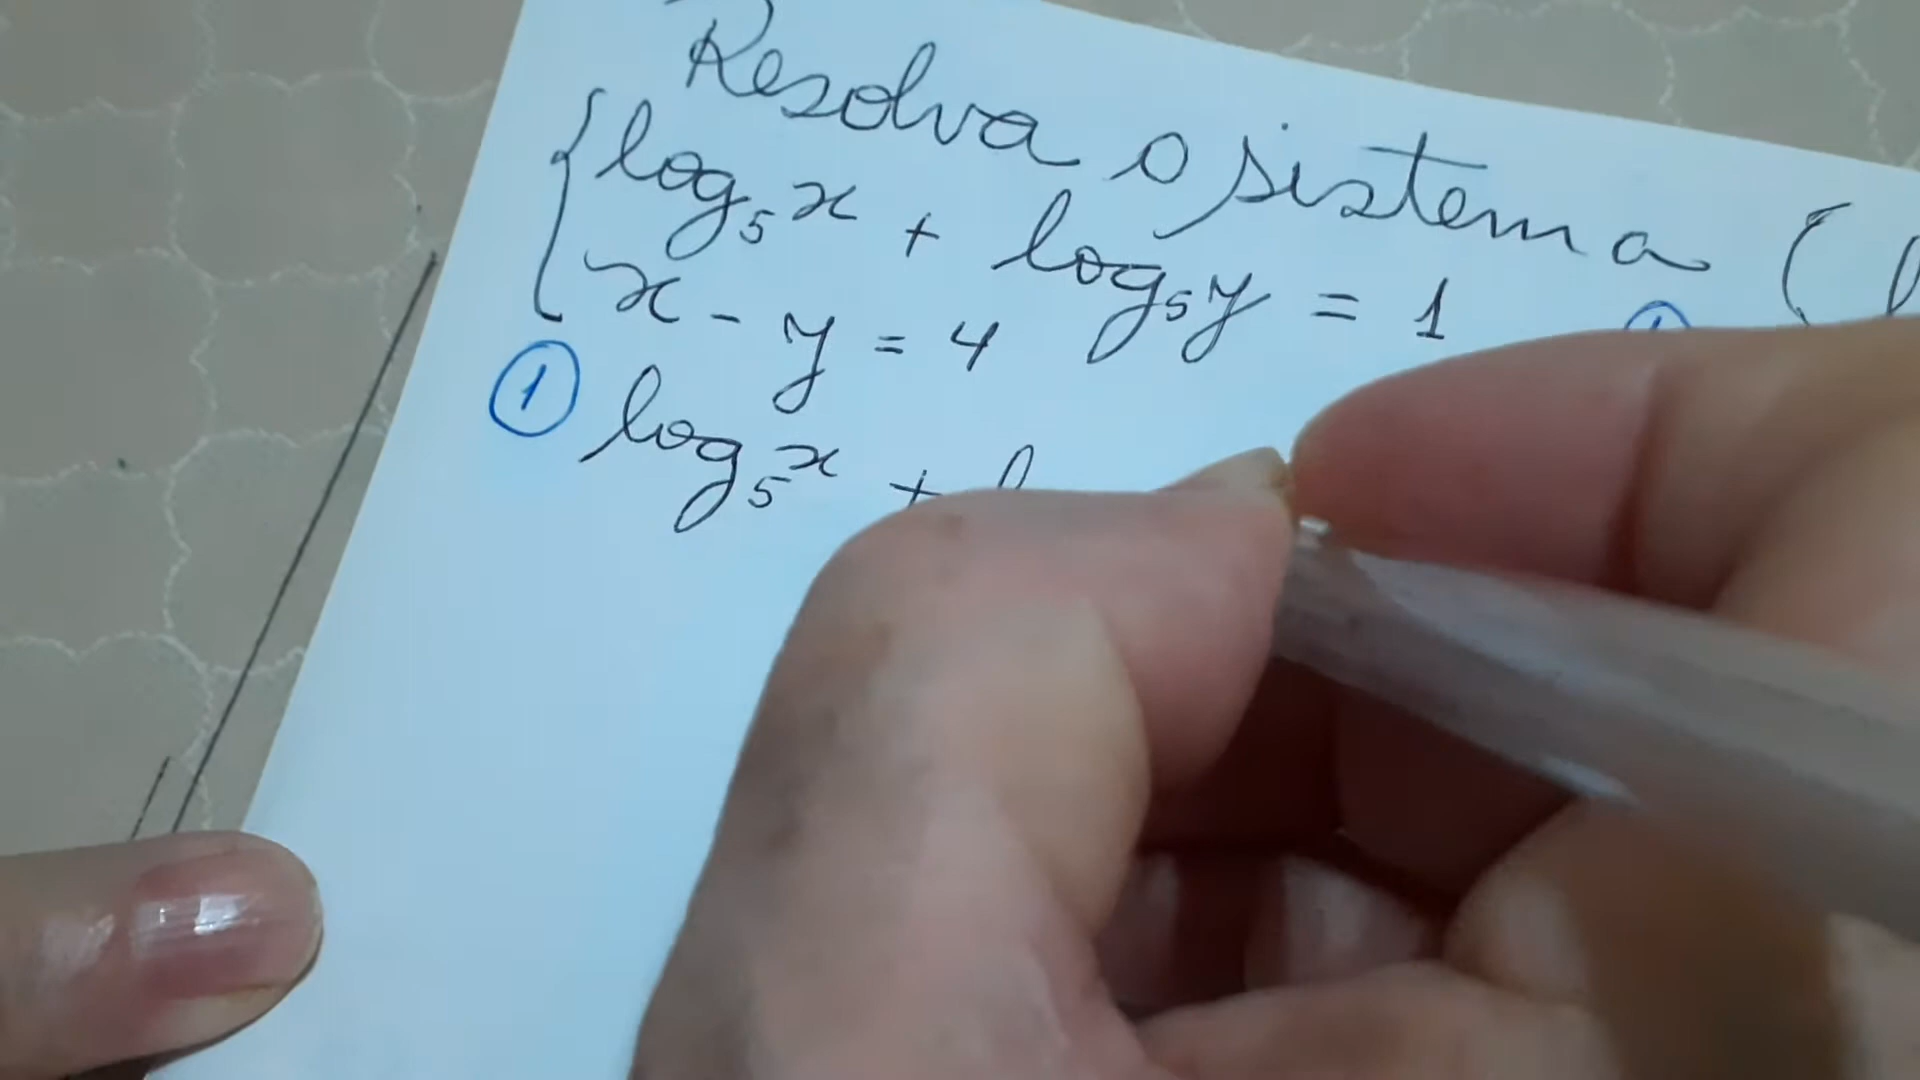 Resolva o sistema (
log₅x + log₅y = 1
x - y = 4
① log₅x +